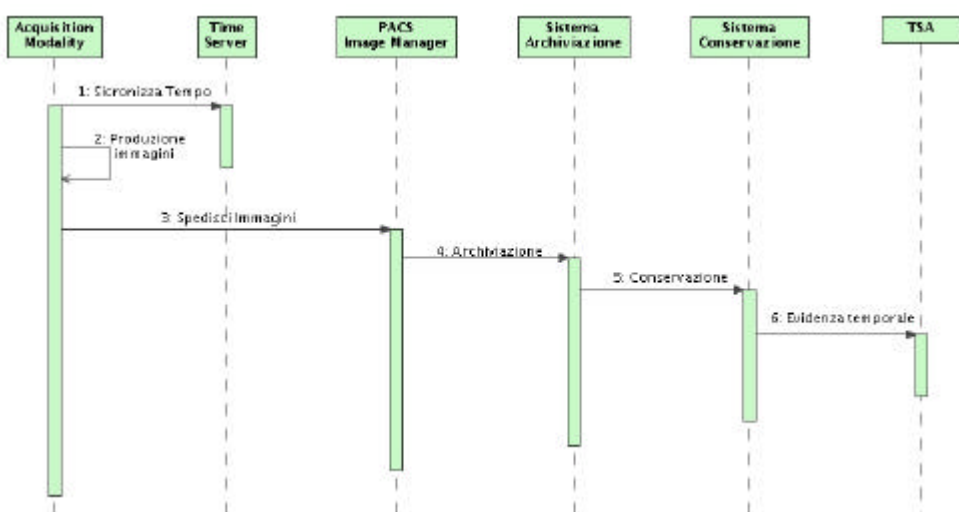 Acquisition
Modality
Time
Server
PACS
Image Manager
Sistema
Archiviazione
Sistema
Conservazione
TSA
1: Sicronizza Tempo
2: Produzione
immagini
3: Spedisci Immagini
4: Archiviazione
5: Conservazione
6: Evidenza temporale